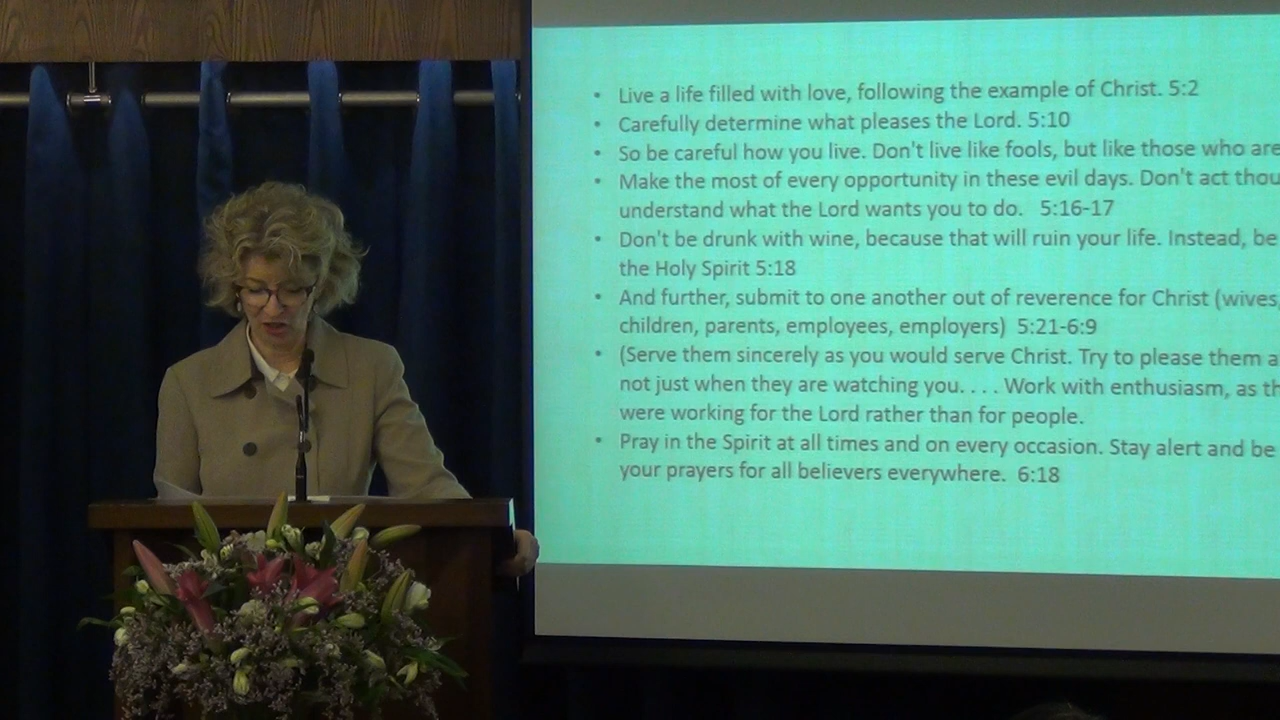 • Live a life filled with love, following the example of Christ. 5:2
• Carefully determine what pleases the Lord. 5:10
• So be careful how you live. Don't live like fools, but like those who are
• Make the most of every opportunity in these evil days. Don't act thou
understand what the Lord wants you to do. 5:16-17
• Don't be drunk with wine, because that will ruin your life. Instead, be
the Holy Spirit 5:18
• And further, submit to one another out of reverence for Christ (wives,
children, parents, employees, employers) 5:21-6:9
• (Serve them sincerely as you would serve Christ. Try to please them a
not just when they are watching you. . . . Work with enthusiasm, as th
were working for the Lord rather than for people.
• Pray in the Spirit at all times and on every occasion. Stay alert and be
your prayers for all believers everywhere. 6:18